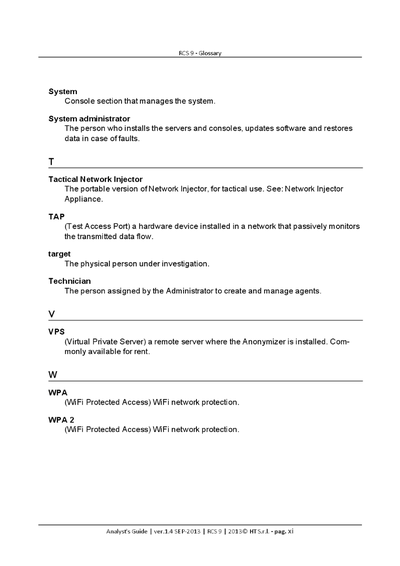 RCS 9 - Glossary
System
Console section that manages the system.
System administrator
The person who installs the servers and consoles, updates software and restores
data in case of faults.
T
Tactical Network Injector
The portable version of Network Injector, for tactical use. See: Network Injector
Appliance.
TAP
(Test Access Port) a hardware device installed in a network that passively monitors
the transmitted data flow.
target
The physical person under investigation.
Technician
The person assigned by the Administrator to create and manage agents.
V
VPS
(Virtual Private Server) a remote server where the Anonymizer is installed. Com-
monly available for rent.
W
WPA
(WiFi Protected Access) WiFi network protection.
WPA 2
(WiFi Protected Access) WiFi network protection.
Analyst's Guide | ver.1.4 SEP-2013 | RCS 9 | 2013© HT S.r.l. - pag. xi